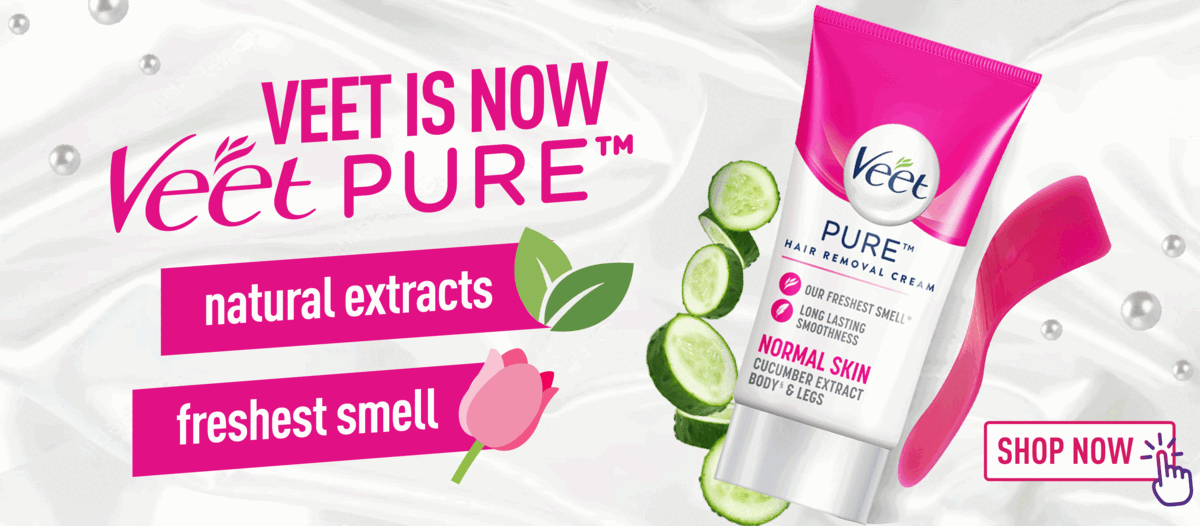 VEET IS NOW
Veet PURE™
natural extracts
freshest smell
Veet
PURE™
HAIR REMOVAL CREAM
OUR FRESHEST SMELL*
LONG LASTING
SMOOTHNESS
NORMAL SKIN
CUCUMBER EXTRACT
BODY§ & LEGS
SHOP NOW